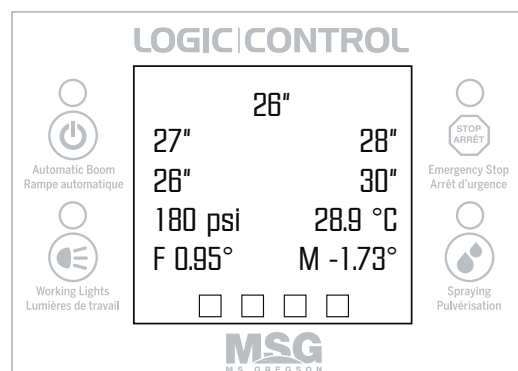 LOGIC|CONTROL
26"
27" 28"
26" 30"
180 psi 28.9 °C
F 0.95° M -1.73°
Automatic Boom
Rampe automatique
STOP
ARRÊT
Emergency Stop
Arrêt d'urgence
Working Lights
Lumières de travail
Spraying
Pulvérisation
MSG
MS GREGSON